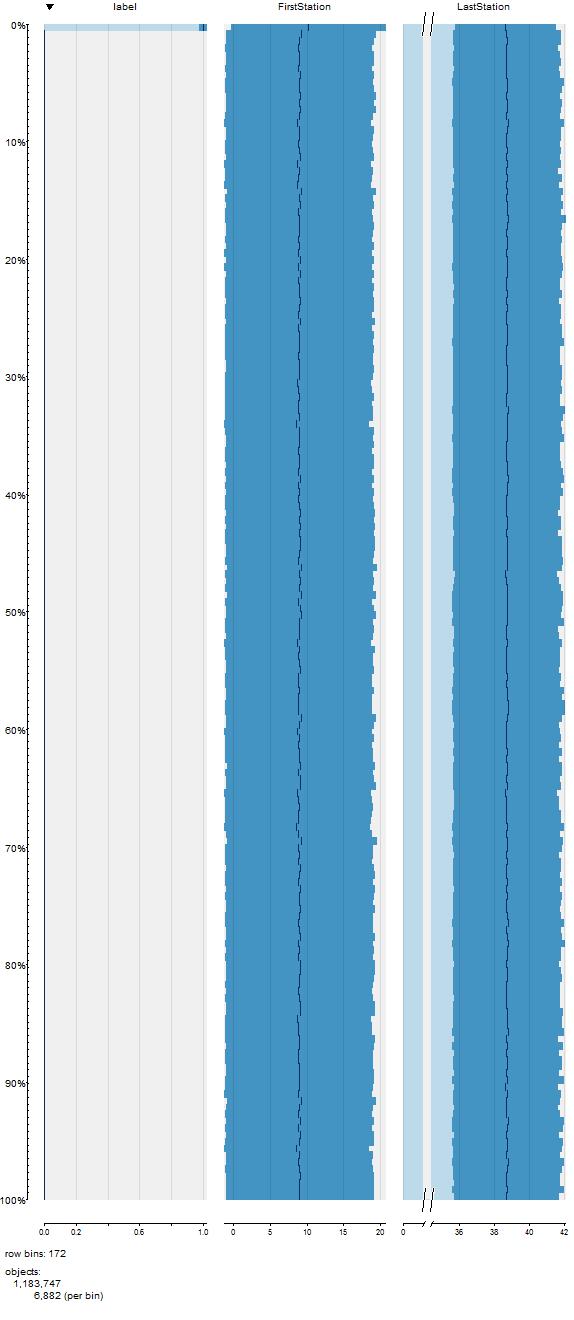 label FirstStation LastStation
0%
10%
20%
30%
40%
50%
60%
70%
80%
90%
100%
0.0 0.2 0.6 0.8 1.0 0 5 10 15 20 0 36 38 40 42
row bins: 172
objects:
1,183,747
6,882 (per bin)